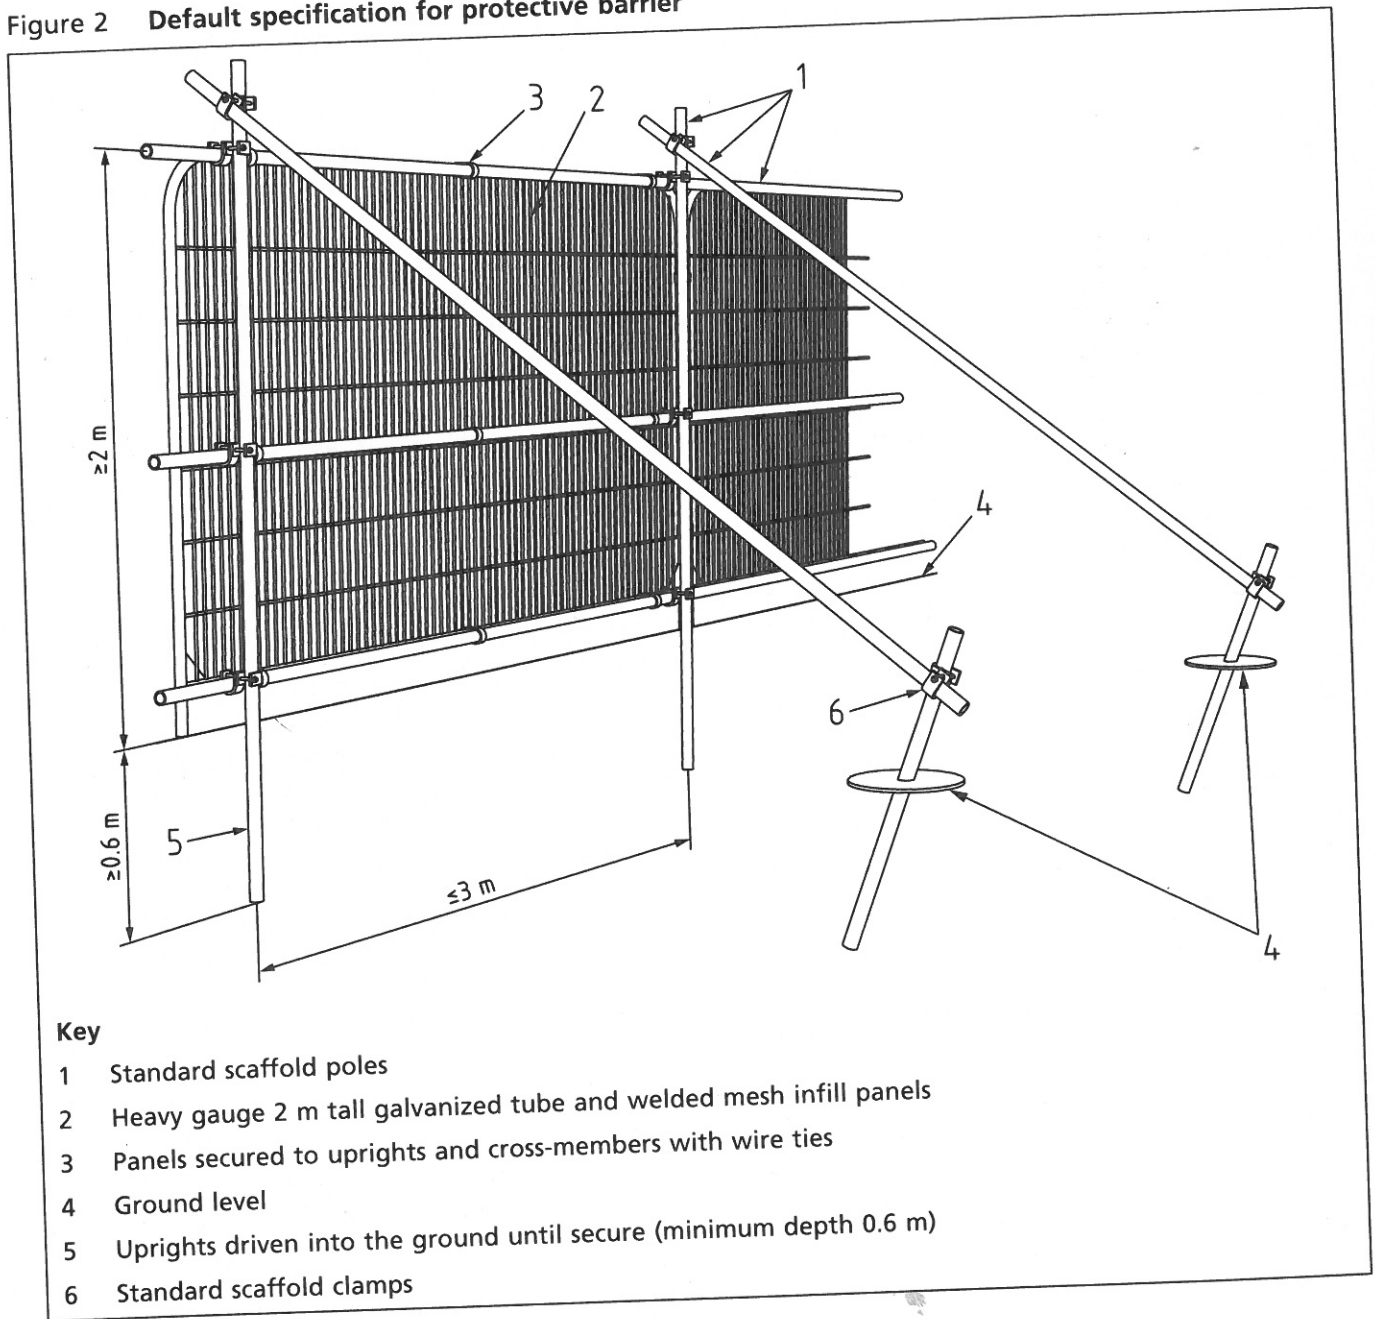 Figure 2 Default specification for protective barrier
1
3 2
≥2 m
4
6
≥0.6 m
5
≤3 m
4
Key
1 Standard scaffold poles
2 Heavy gauge 2 m tall galvanized tube and welded mesh infill panels
3 Panels secured to uprights and cross-members with wire ties
4 Ground level
5 Uprights driven into the ground until secure (minimum depth 0.6 m)
6 Standard scaffold clamps